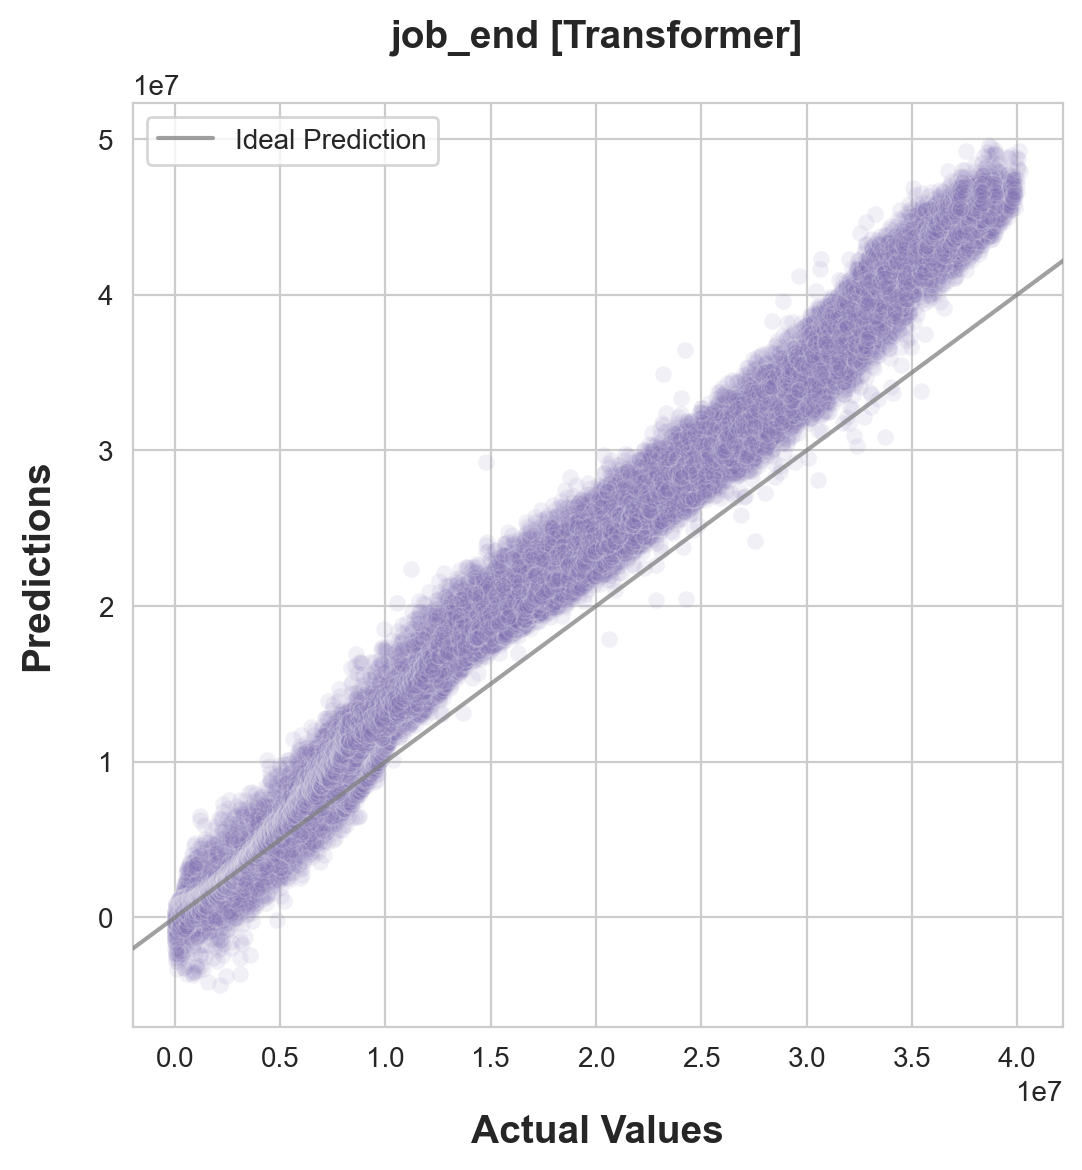 job_end [Transformer]
1e7
Ideal Prediction
5
4
3
2
1
0
Predictions
0.0 0.5 1.0 1.5 2.0 2.5 3.0 3.5 4.0
1e7
Actual Values